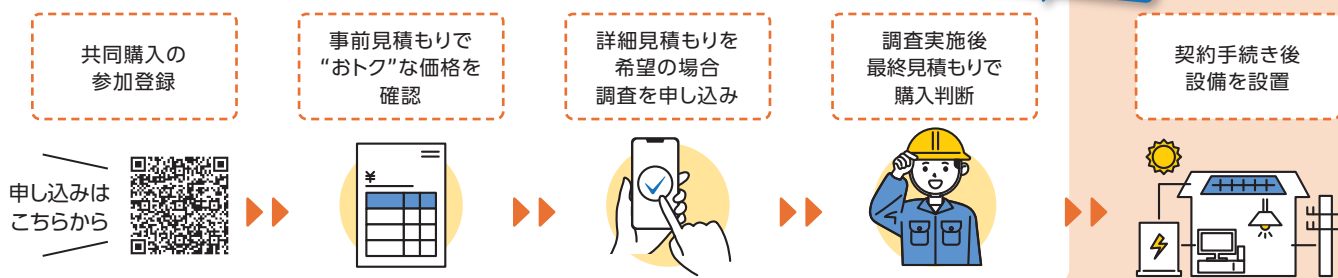 共同購入の
参加登録
事前見積もりで
“おトク”な価格を
確認
詳細見積もりを
希望の場合
調査を申し込み
調査実施後
最終見積もりで
購入判断
契約手続き後
設備を設置
申し込みは
こちらから
¥